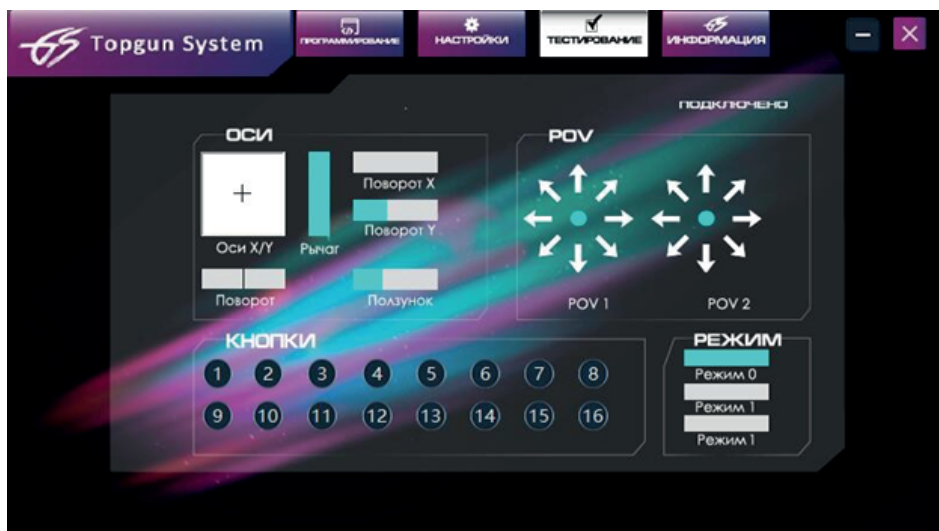 GS Topgun System
ПРОГРАММИРОВАНИЕ
НАСТРОЙКИ
ТЕСТИРОВАНИЕ
ИНФОРМАЦИЯ
ПОДКЛЮЧЕНО
ОСИ
Оси X/Y
Рычаг
Поворот X
Поворот Y
Поворот
Ползунок
POV
POV 1
POV 2
КНОПКИ
1 2 3 4 5 6 7 8
9 10 11 12 13 14 15 16
РЕЖИМ
Режим 0
Режим 1
Режим 1